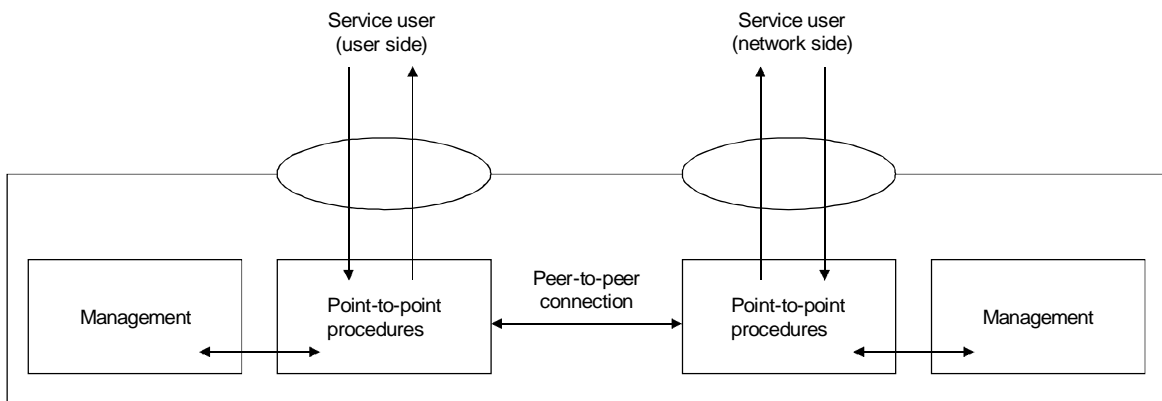 Service user
(user side)
Service user
(network side)
Management
Point-to-point
procedures
Peer-to-peer
connection
Point-to-point
procedures
Management